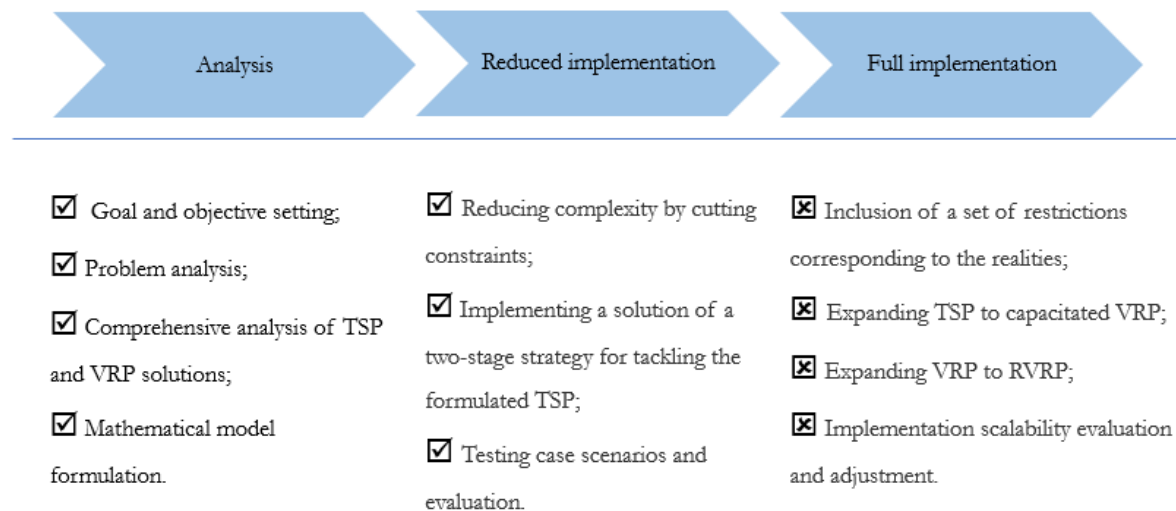 Analysis
Reduced implementation
Full implementation
☑ Goal and objective setting;
☑ Problem analysis;
☑ Comprehensive analysis of TSP
and VRP solutions;
☑ Mathematical model
formulation.
☑ Reducing complexity by cutting
constraints;
☑ Implementing a solution of a
two-stage strategy for tackling the
formulated TSP;
☑ Testing case scenarios and
evaluation.
☒ Inclusion of a set of restrictions
corresponding to the realities;
☒ Expanding TSP to capacitated VRP;
☒ Expanding VRP to RVRP;
☒ Implementation scalability evaluation
and adjustment.